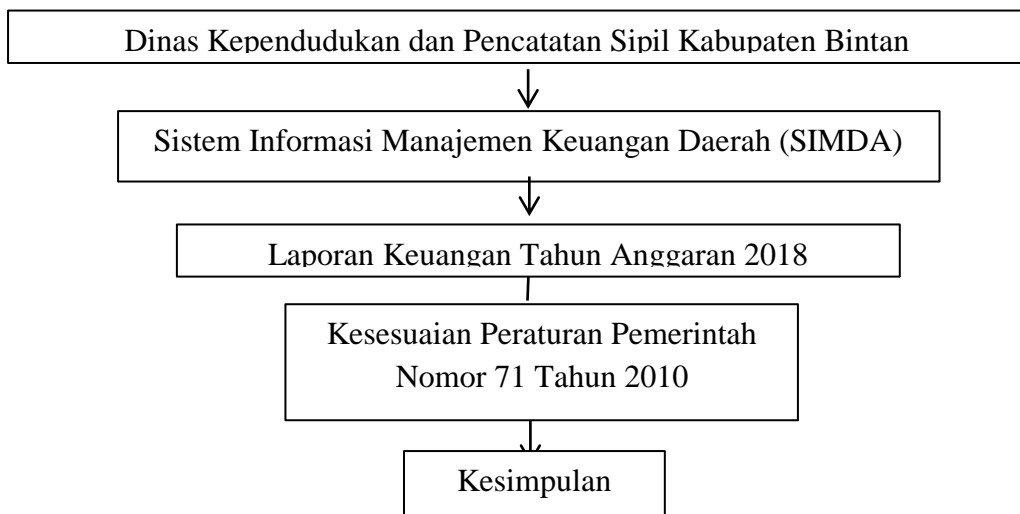 Dinas Kependudukan dan Pencatatan Sipil Kabupaten Bintan
Sistem Informasi Manajemen Keuangan Daerah (SIMDA)
Laporan Keuangan Tahun Anggaran 2018
Kesesuaian Peraturan Pemerintah
Nomor 71 Tahun 2010
Kesimpulan